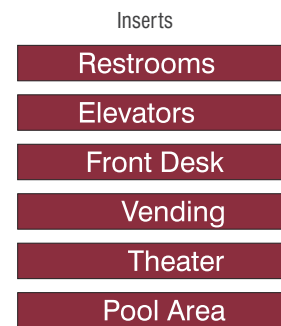 Inserts
Restrooms
Elevators
Front Desk
Vending
Theater
Pool Area